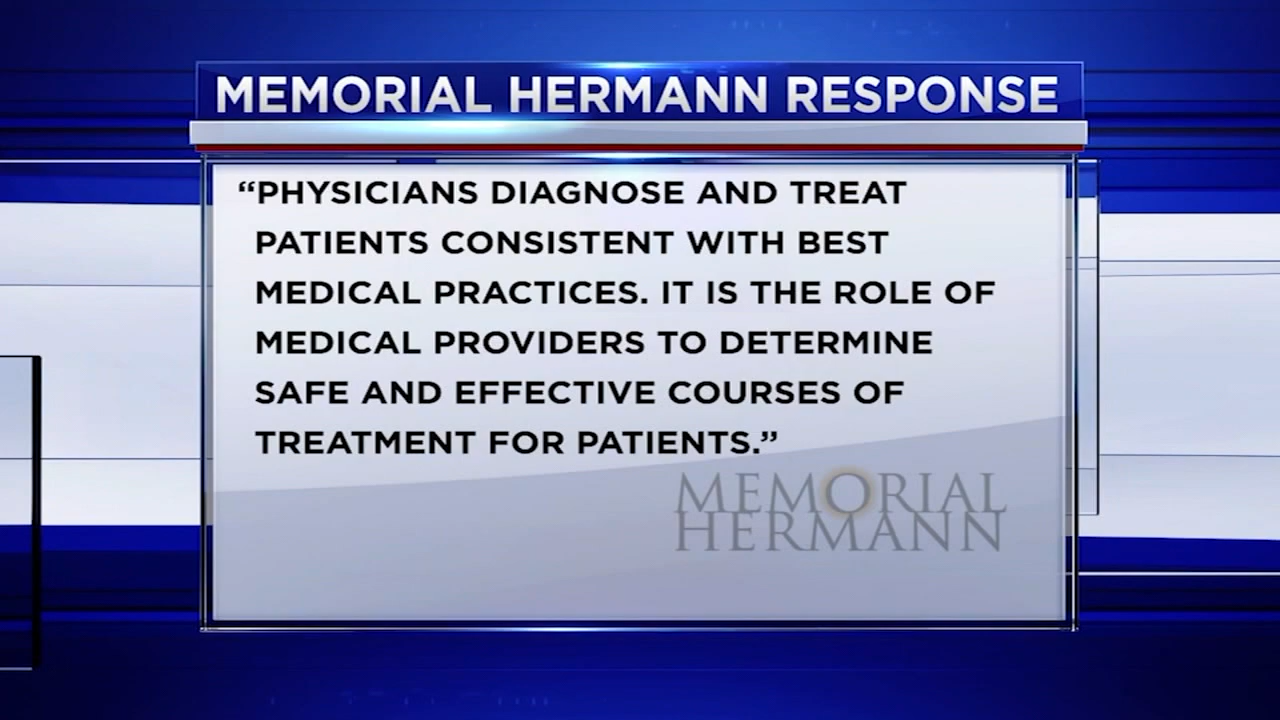 MEMORIAL HERMANN RESPONSE
“PHYSICIANS DIAGNOSE AND TREAT
PATIENTS CONSISTENT WITH BEST
MEDICAL PRACTICES. IT IS THE ROLE OF
MEDICAL PROVIDERS TO DETERMINE
SAFE AND EFFECTIVE COURSES OF
TREATMENT FOR PATIENTS.”
MEMORIAL
HERMANN